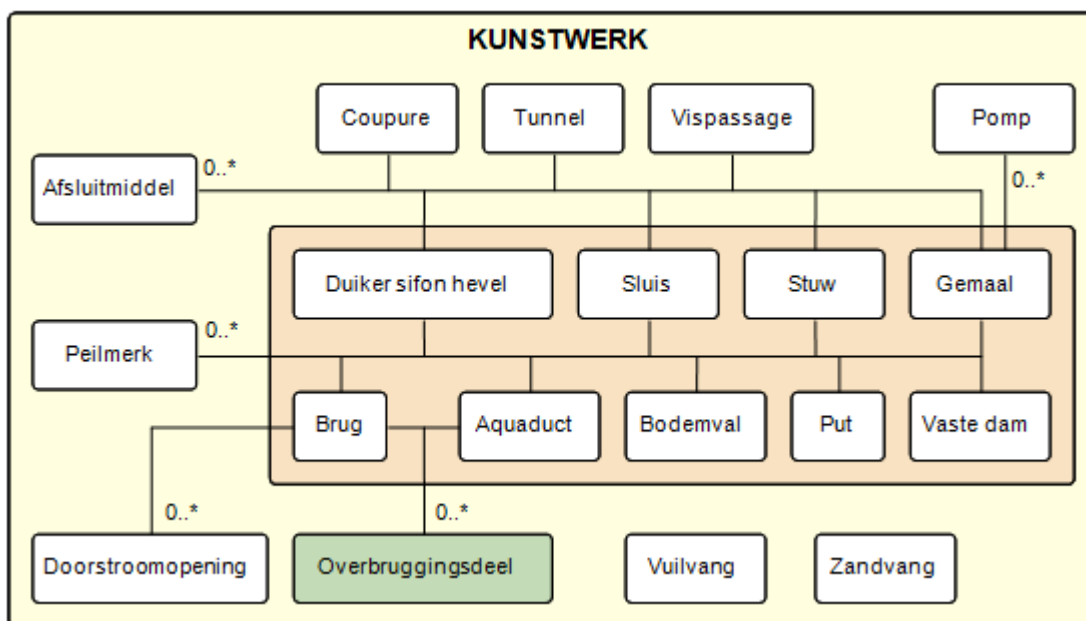 KUNSTWERK
Coupure
Tunnel
Vispassage
Pomp
0..*
0..*
Afsluitmiddel
Duiker sifon hevel
Sluis
Stuw
Gemaal
0..*
Peilmerk
Brug
Aquaduct
Bodemval
Put
Vaste dam
0..*
0..*
Doorstroomopening
Overbruggingsdeel
Vuilvang
Zandvang